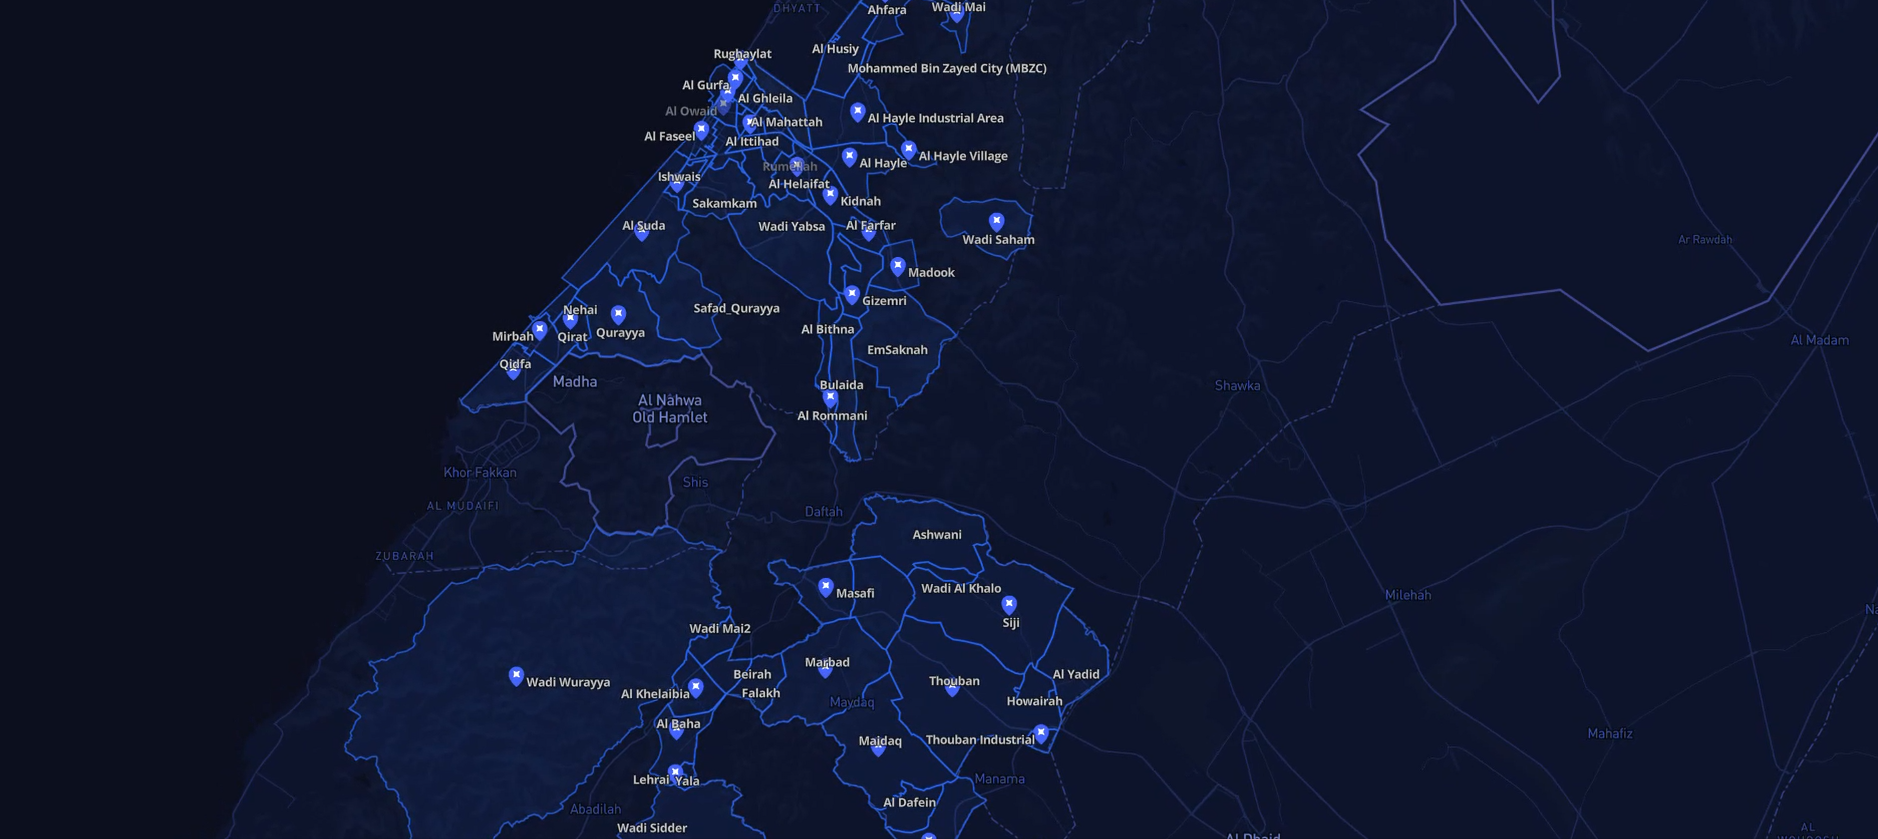 DHYATT
Ahfara
Wadi Mai
Rughaylat
Al Husiy
Mohammed Bin Zayed City (MBZC)
Al Gurfa
Al Ghleila
Al Owaid
Al Mahattah
Al Hayle Industrial Area
Al Faseel
Al Ittihad
Al Hayle
Al Hayle Village
Ishwais
Al Helaifat
Kidnah
Sakamkam
Al Suda
Wadi Yabsa
Al Farfar
Wadi Saham
Ar Rawdah
Madook
Gizemri
Nehai
Safad_Qurayya
Mirbah
Qirat
Qurayya
Al Bithna
Al Madam
EmSaknah
Qidfa
Madha
Bulaida
Shawka
Al Nahwa
Old Hamlet
Al Rommani
Khor Fakkan
Shis
AL MUDAIFI
Daftah
Ashwani
ZUBARAH
Masafi
Wadi Al Khalo
Milehah
Siji
Wadi Mai2
Marbad
Beirah
Al Yadid
Thouban
Wadi Wurayya
Al Khelaibia
Falakh
Maydaq
Howairah
Al Baha
Maidaq
Thouban Industrial
Mahafiz
Lehrai
Yala
Manama
Al Dafein
Abadilah
Wadi Sidder